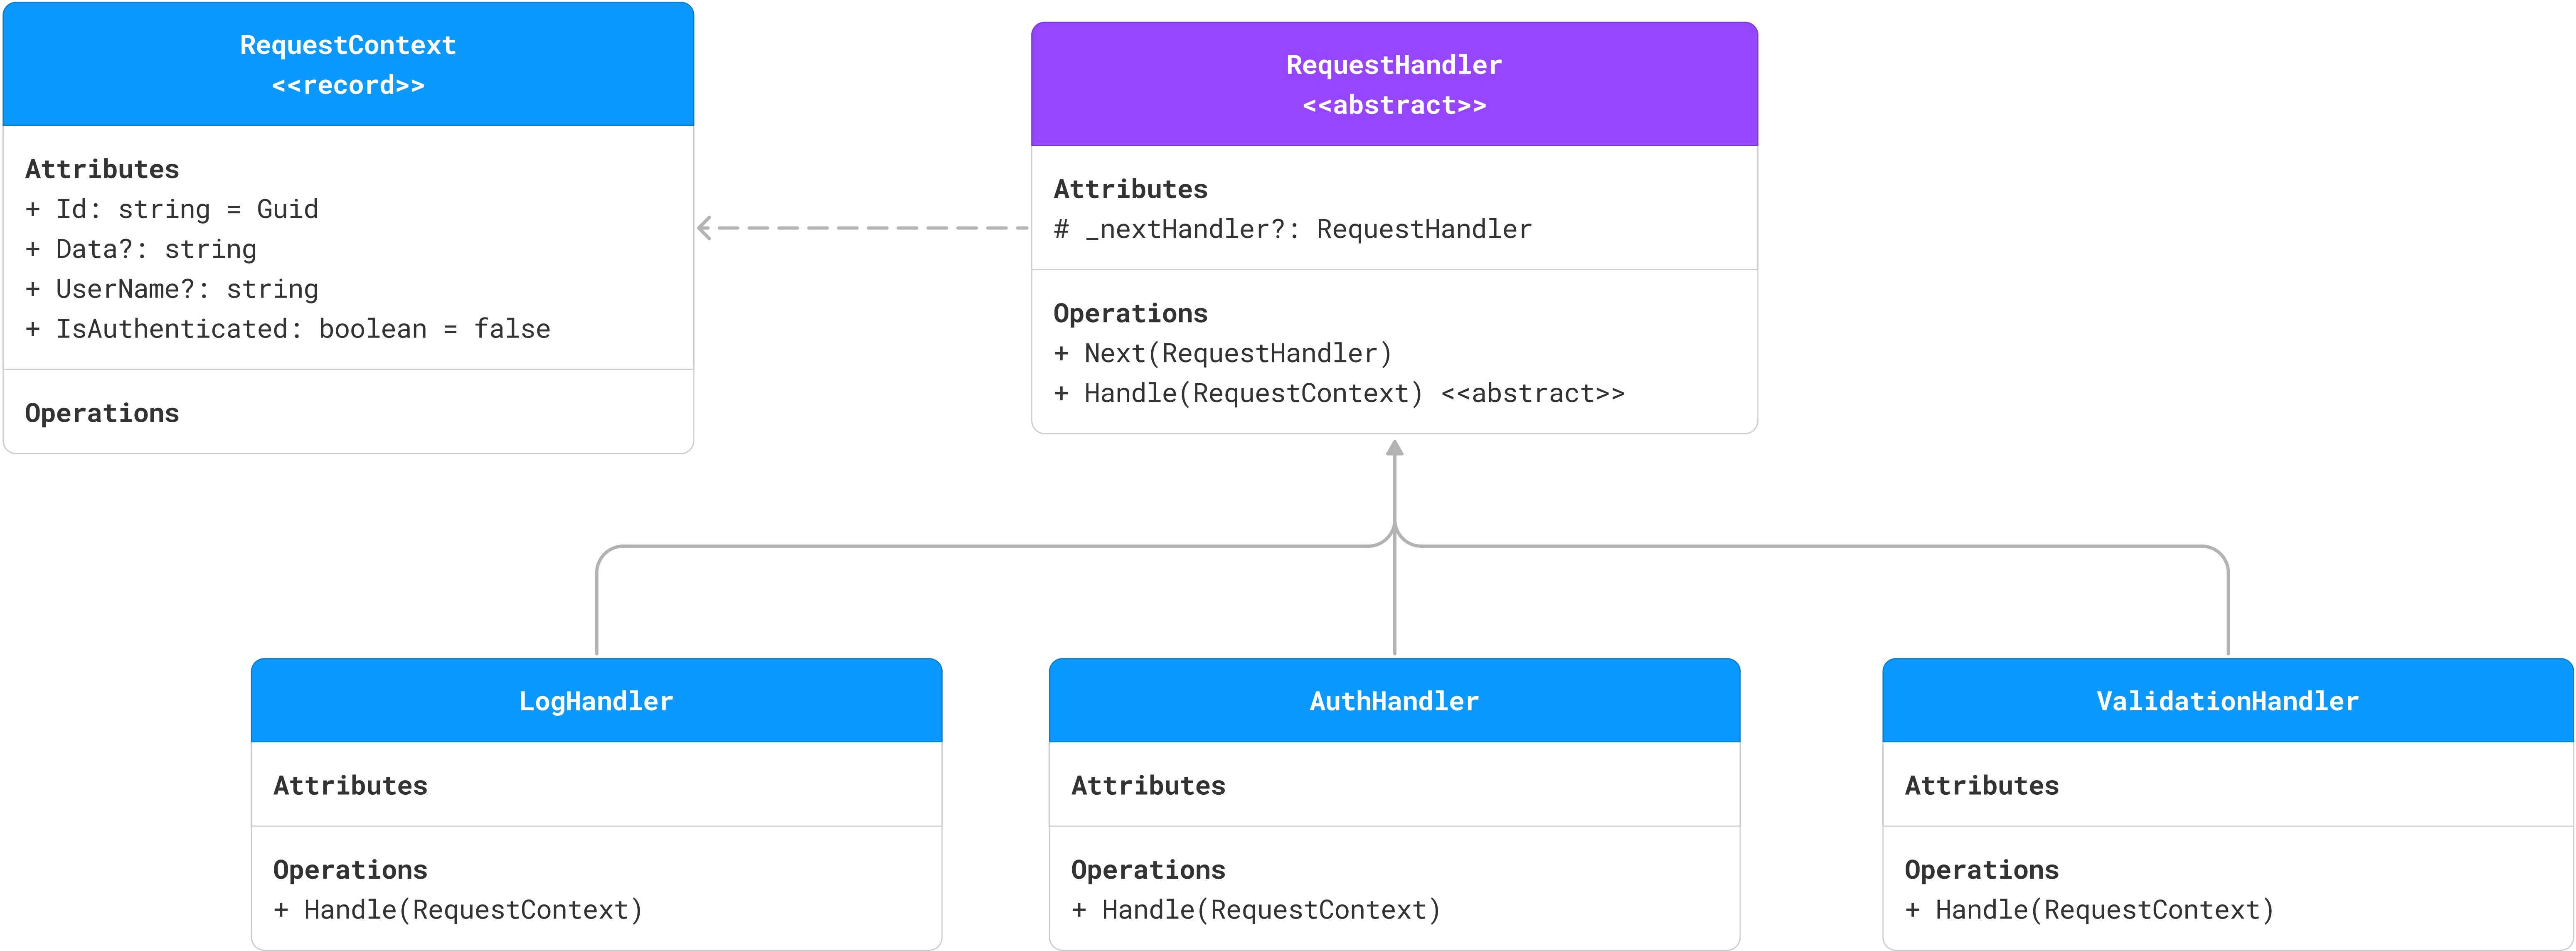 RequestContext
<<record>>
Attributes
+ Id: string = Guid
+ Data?: string
+ UserName?: string
+ IsAuthenticated: boolean = false
Operations
RequestHandler
<<abstract>>
Attributes
# _nextHandler?: RequestHandler
Operations
+ Next(RequestHandler)
+ Handle(RequestContext) <<abstract>>
LogHandler
Attributes
Operations
+ Handle(RequestContext)
AuthHandler
Attributes
Operations
+ Handle(RequestContext)
ValidationHandler
Attributes
Operations
+ Handle(RequestContext)